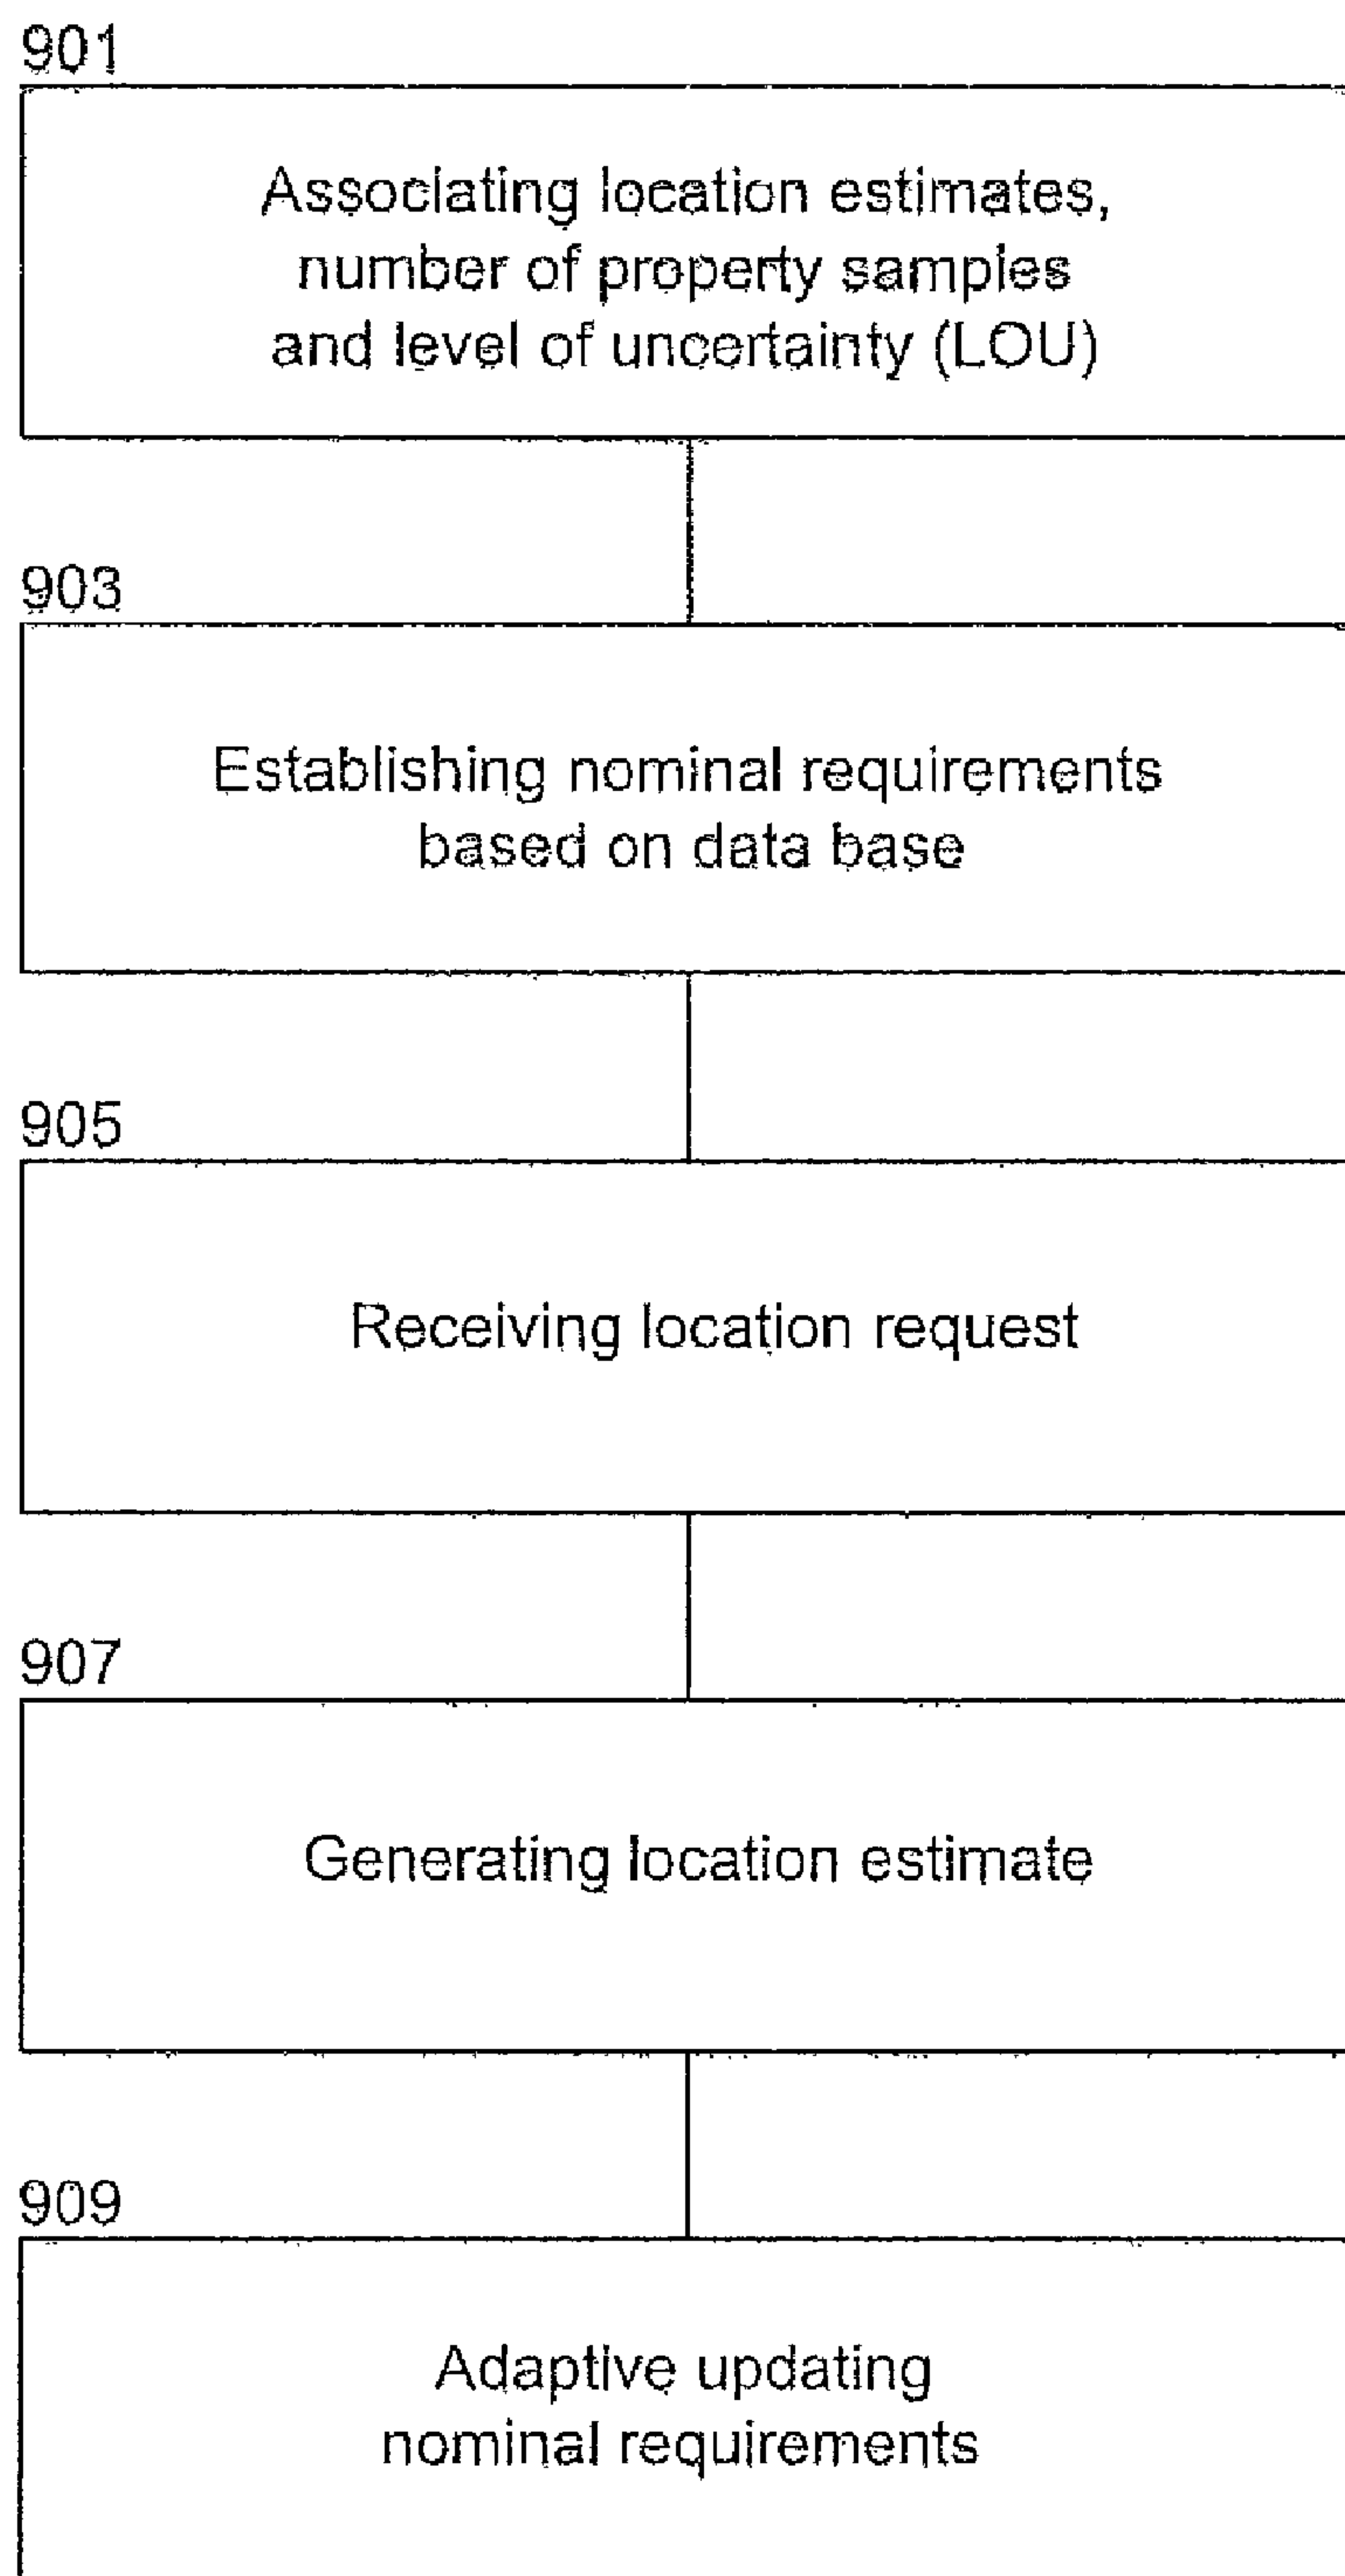 901
Associating location estimates,
number of property samples
and level of uncertainty (LOU)
903
Establishing nominal requirements
based on data base
905
Receiving location request
907
Generating location estimate
909
Adaptive updating
nominal requirements